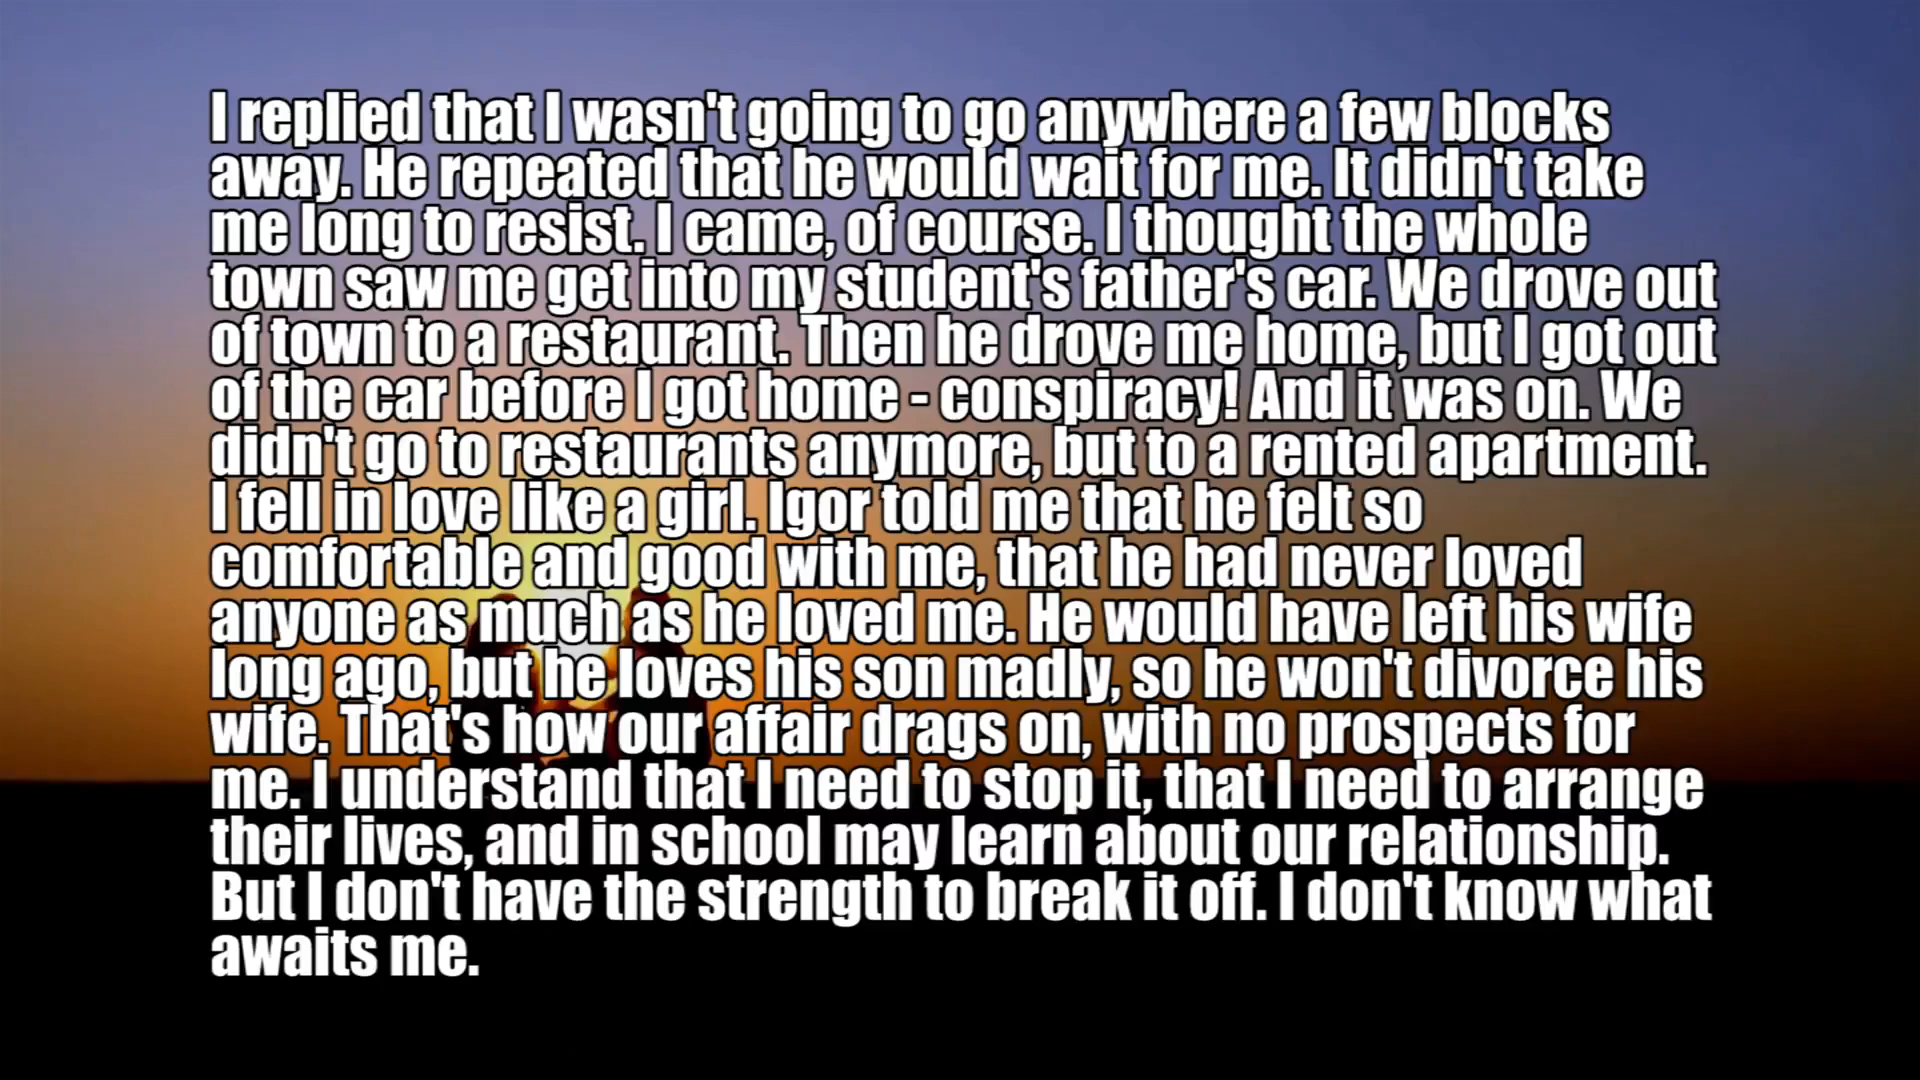 I replied that I wasn't going to go anywhere a few blocks
away. He repeated that he would wait for me. It didn't take
me long to resist. I came, of course. I thought the whole
town saw me get into my student's father's car. We drove out
of town to a restaurant. Then he drove me home, but I got out
of the car before I got home - conspiracy! And it was on. We
didn't go to restaurants anymore, but to a rented apartment.
I fell in love like a girl. Igor told me that he felt so
comfortable and good with me, that he had never loved
anyone as much as he loved me. He would have left his wife
long ago, but he loves his son madly, so he won't divorce his
wife. That's how our affair drags on, with no prospects for
me. I understand that I need to stop it, that I need to arrange
their lives, and in school may learn about our relationship.
But I don't have the strength to break it off. I don't know what
awaits me.